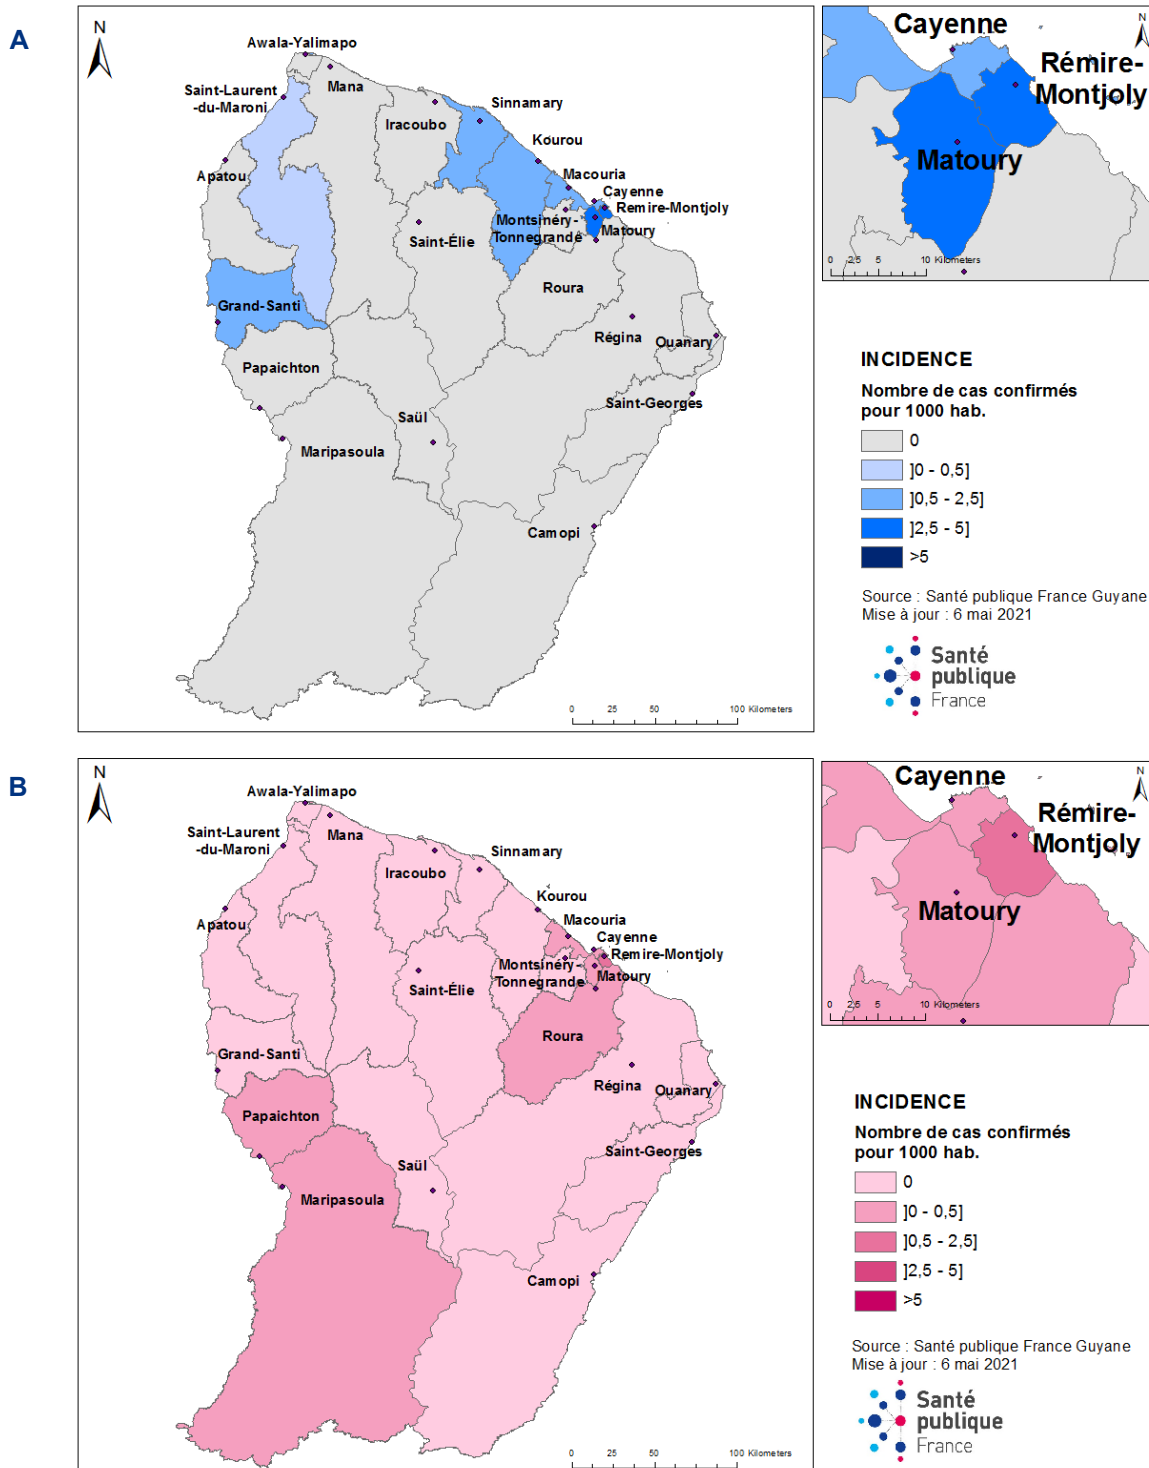 A
N
Awala-Yalimapo
Saint-Laurent
-du-Maroni
Mana
Iracoubo
Sinnamary
Kourou
Macouria
Cayenne
Remire-Montjoly
Matoury
Apatou
Montsinéry-
Tonnegrande
Saint-Élie
Roura
Grand-Santi
Régina
Ouanary
Papaichton
Saint-Georges
Saül
Maripasoula
Camopi
0 25 50 100 Kilometers
Cayenne
N
Rémire-
Montjoly
Matoury
0 2,5 5 10 Kilometers
INCIDENCE
Nombre de cas confirmés
pour 1000 hab.
0
]0 - 0,5]
]0,5 - 2,5]
]2,5 - 5]
>5
Source : Santé publique France Guyane
Mise à jour : 6 mai 2021
Santé
publique
France
B
N
Awala-Yalimapo
Saint-Laurent
-du-Maroni
Mana
Iracoubo
Sinnamary
Kourou
Macouria
Cayenne
Remire-Montjoly
Matoury
Apatou
Montsinéry-
Tonnegrande
Saint-Élie
Roura
Grand-Santi
Régina
Ouanary
Papaichton
Saint-Georges
Saül
Maripasoula
Camopi
0 25 50 100 Kilometers
Cayenne
N
Rémire-
Montjoly
Matoury
0 2,5 5 10 Kilometers
INCIDENCE
Nombre de cas confirmés
pour 1000 hab.
0
]0 - 0,5]
]0,5 - 2,5]
]2,5 - 5]
>5
Source : Santé publique France Guyane
Mise à jour : 6 mai 2021
Santé
publique
France